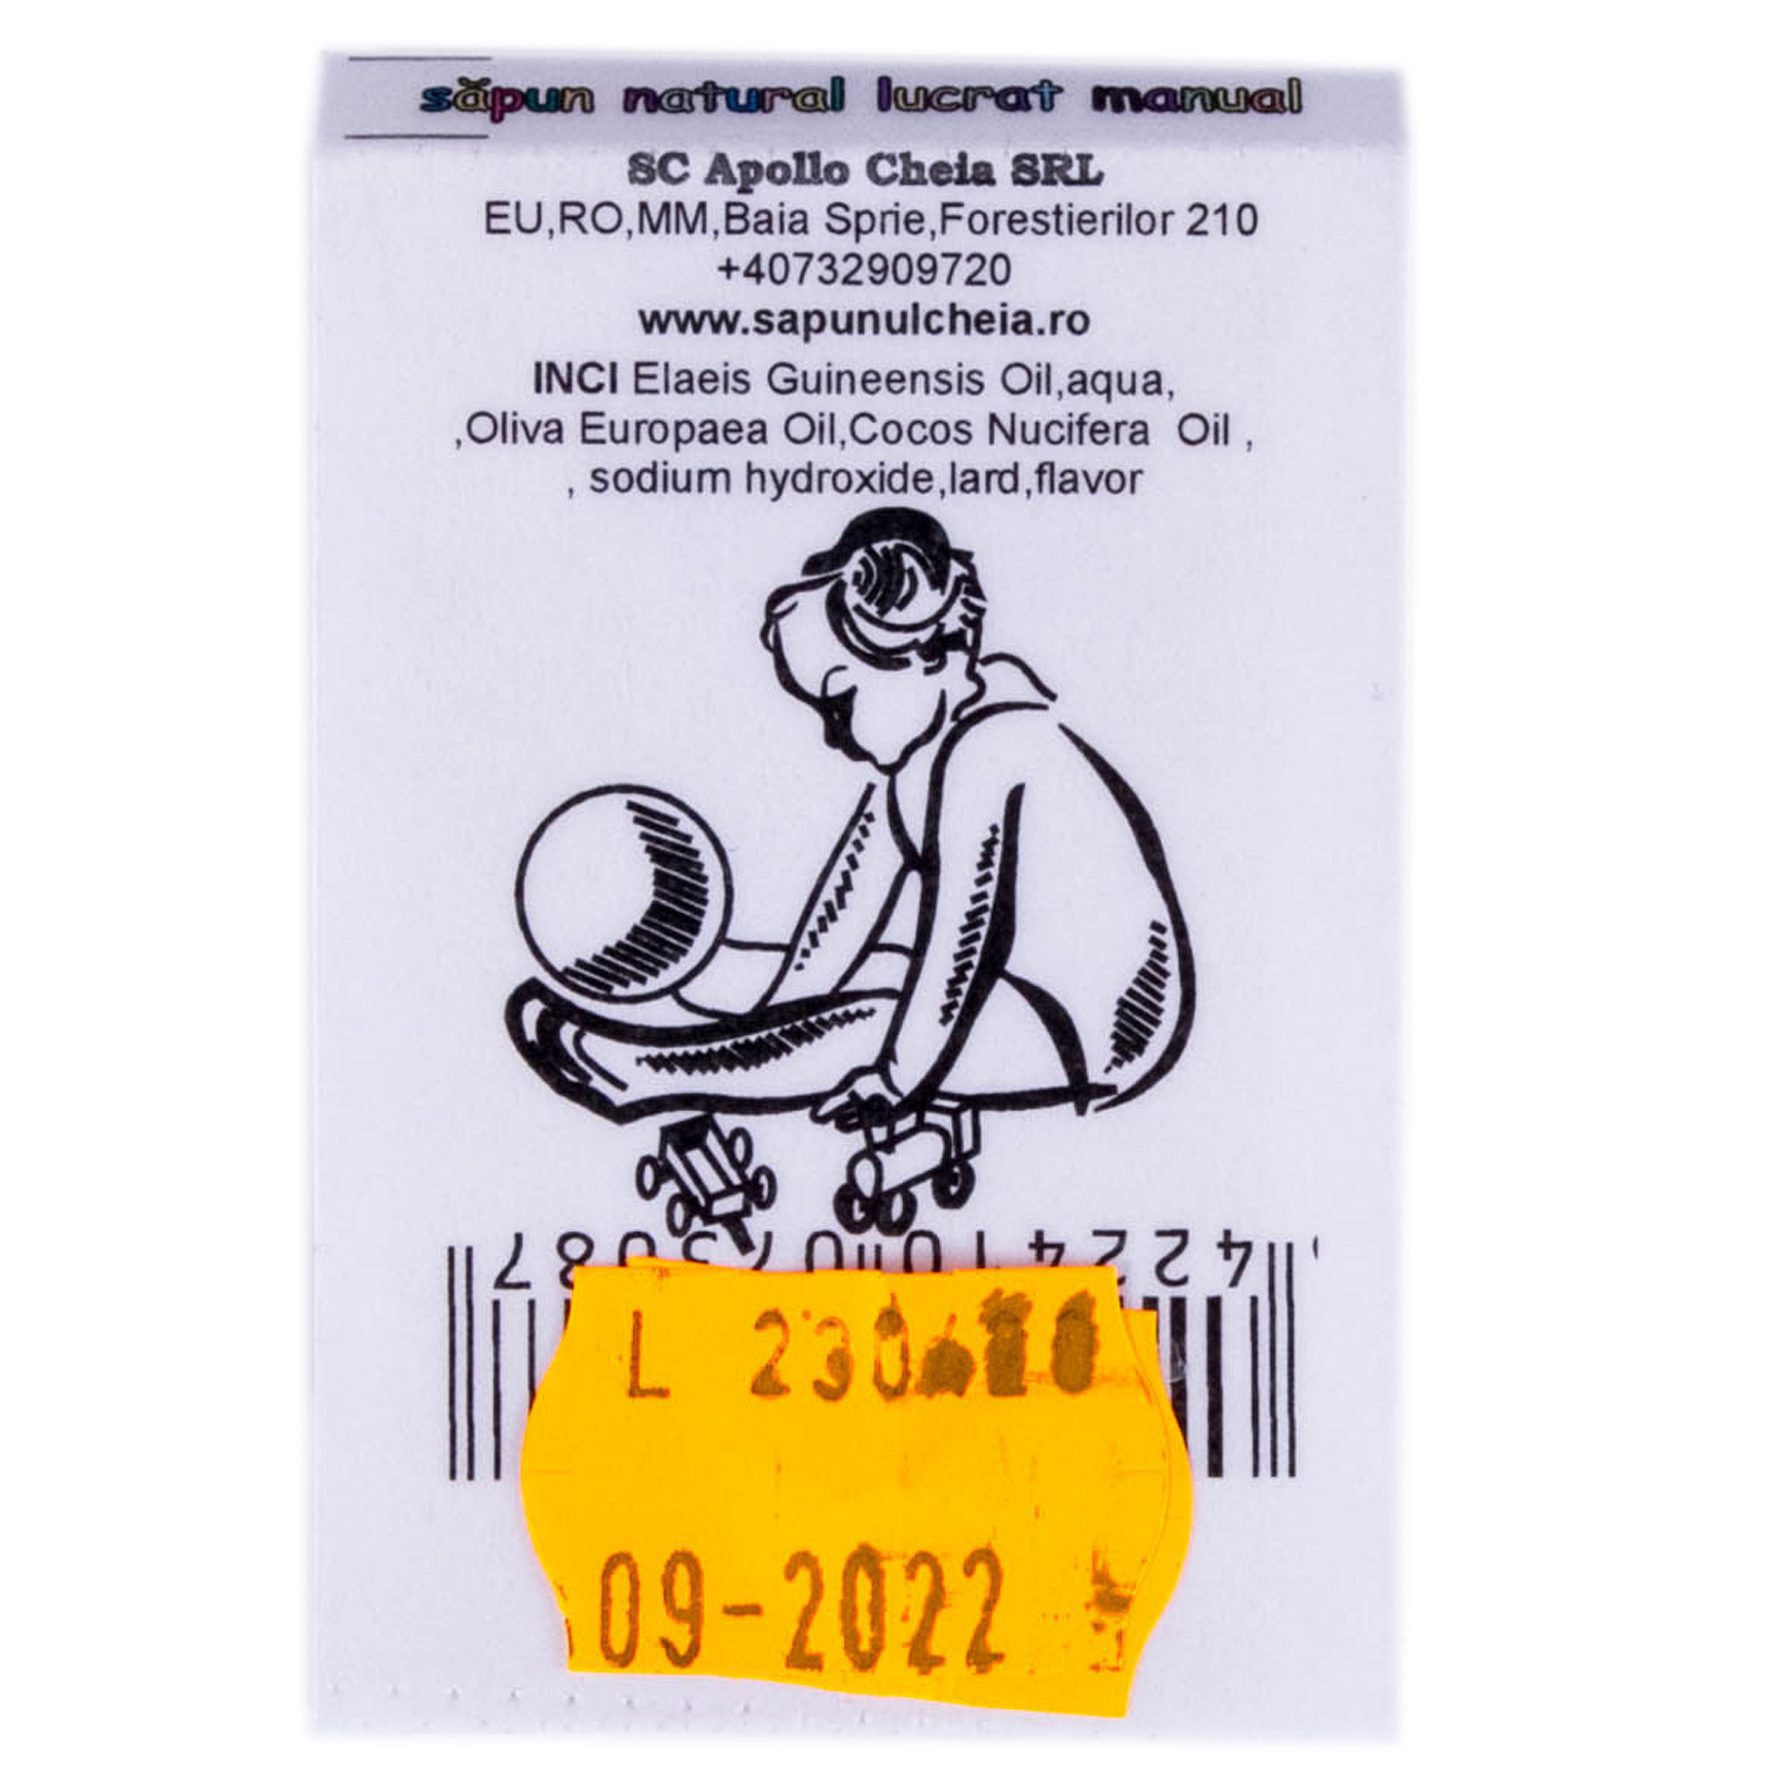 săpun natural lucrat manual
SC Apollo Cheia SRL
EU,RO,MM,Baia Sprie,Forestierilor 210
+40732909720
www.sapunulcheia.ro
INCI Elaeis Guineensis Oil,aqua,
,Oliva Europaea Oil,Cocos Nucifera Oil ,
, sodium hydroxide,lard,flavor
L
09-2022